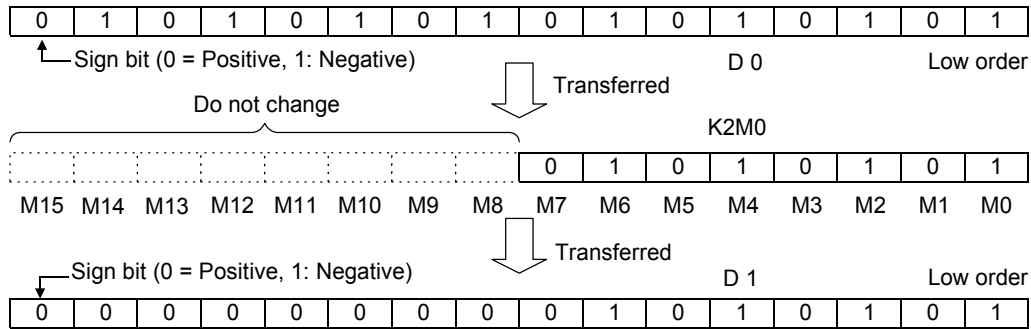 0 1 0 1 0 1 0 1 0 1 0 1 0 1 0 1
Sign bit (0 = Positive, 1: Negative) D 0 Low order
Transferred
Do not change
K2M0
0 1 0 1 0 1 0 1
M15 M14 M13 M12 M11 M10 M9 M8 M7 M6 M5 M4 M3 M2 M1 M0
Transferred
Sign bit (0 = Positive, 1: Negative) D 1 Low order
0 0 0 0 0 0 0 0 0 1 0 1 0 1 0 1